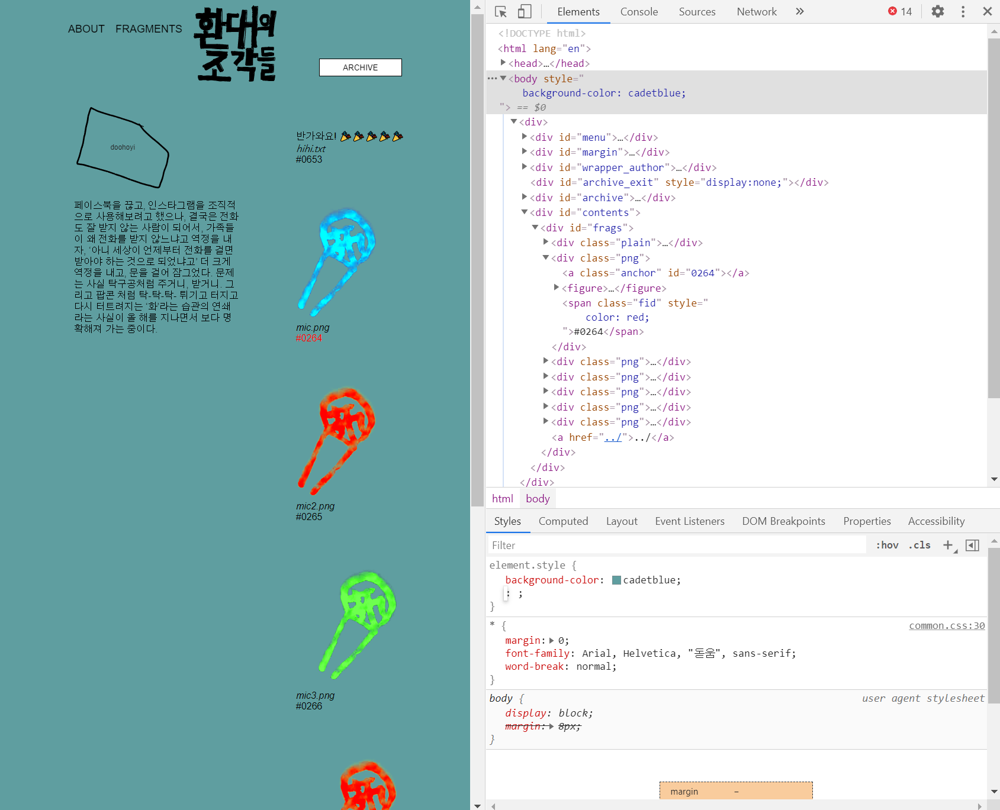 ABOUT FRAGMENTS
환대의
조각들
ARCHIVE
doohoyi
페이스북을 끊고, 인스타그램을 조직적
으로 사용해보려고 했으나, 결국은 전화
도 잘 받지 않는 사람이 되어서, 가족들
이 왜 전화를 받지 않느냐고 역정을 내
자, ‘아니 세상이 언제부터 전화를 걸면
받아야 하는 것으로 되었냐고’ 더 크게
역정을 내고, 문을 걸어 잠그었다. 문제
는 사실 탁구공처럼 주거니, 받거니. 그
리고 팝콘 처럼 탁-탁-탁- 튀기고 터지고
다시 터트려지는 ‘화’라는 습관의 연쇄
라는 사실이 올 해를 지나면서 보다 명
확해져 가는 중이다.
반가와요! 🎉🎉🎉🎉🎉
hihi.txt
#0653
mic.png
#0264
mic2.png
#0265
mic3.png
#0266
Elements Console Sources Network » 14
<!DOCTYPE html>
<html lang="en">
<head>…</head>
<body style="
background-color: cadetblue;
"> == $0
<div>
<div id="menu">…</div>
<div id="margin">…</div>
<div id="wrapper_author">…</div>
<div id="archive_exit" style="display:none;"></div>
<div id="archive">…</div>
<div id="contents">
<div id="frags">
<div class="plain">…</div>
<div class="png">
<a class="anchor" id="0264"></a>
<figure>…</figure>
<span class="fid" style="
color: red;
">#0264</span>
</div>
<div class="png">…</div>
<div class="png">…</div>
<div class="png">…</div>
<div class="png">…</div>
<div class="png">…</div>
<a href="../">../</a>
</div>
</div>
</div>
html body
Styles Computed Layout Event Listeners DOM Breakpoints Properties Accessibility
Filter :hov .cls +
element.style {
background-color: cadetblue;
: ;
}
* { common.css:30
margin: 0;
font-family: Arial, Helvetica, "돋움", sans-serif;
word-break: normal;
}
body { user agent stylesheet
display: block;
margin: 8px;
}
margin –